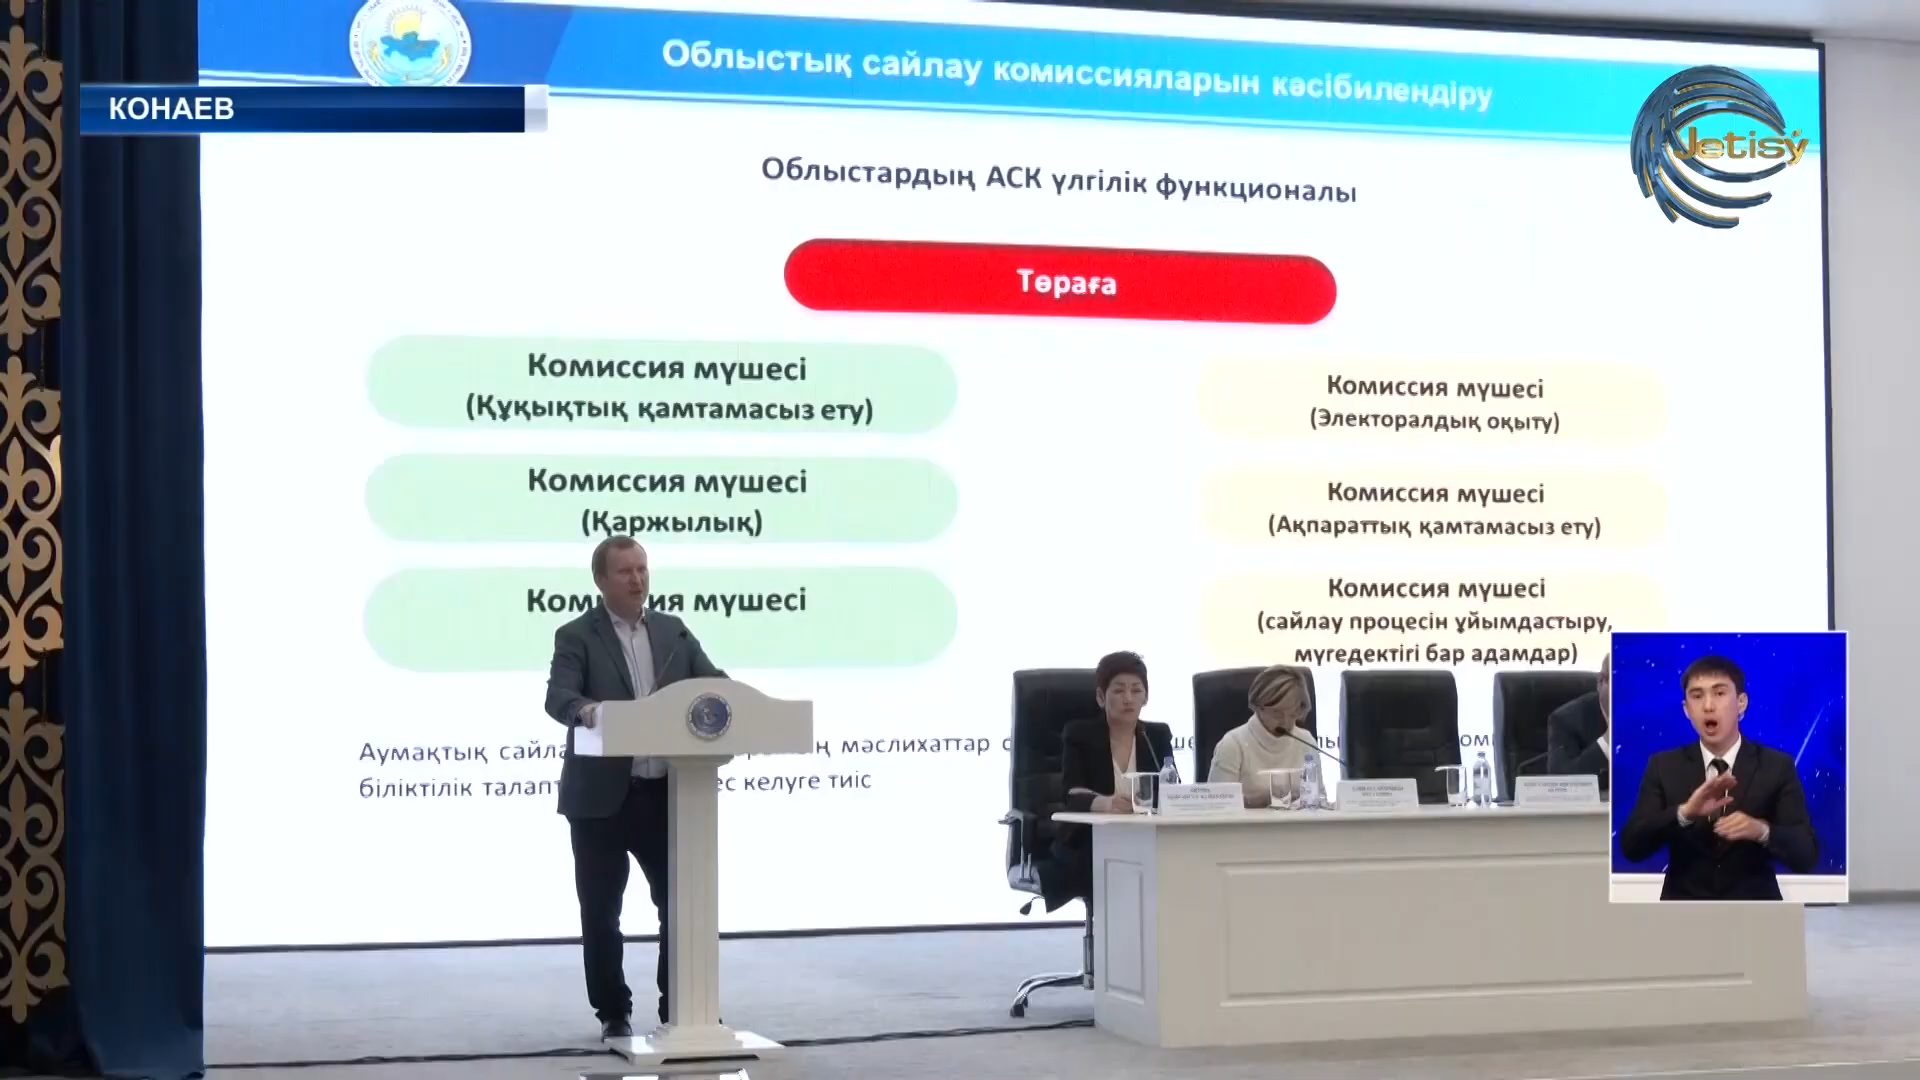 Облыстық сайлау комиссияларын кәсібилендіру
КОНАЕВ
Jetisý
Облыстардың АСК үлгілік функционалы
Төраға
Комиссия мүшесі
(Құқықтық қамтамасыз ету)
Комиссия мүшесі
(Қаржылық)
мүшесі
Комиссия мүшесі
(Электоралдық оқыту)
Комиссия мүшесі
(Ақпараттық қамтамасыз ету)
Комиссия мүшесі
(сайлау процесін ұйымдастыру,
мүгедектігі бар адамдар)
Аумақтық мәслихаттар
біліктілік келуге тиіс